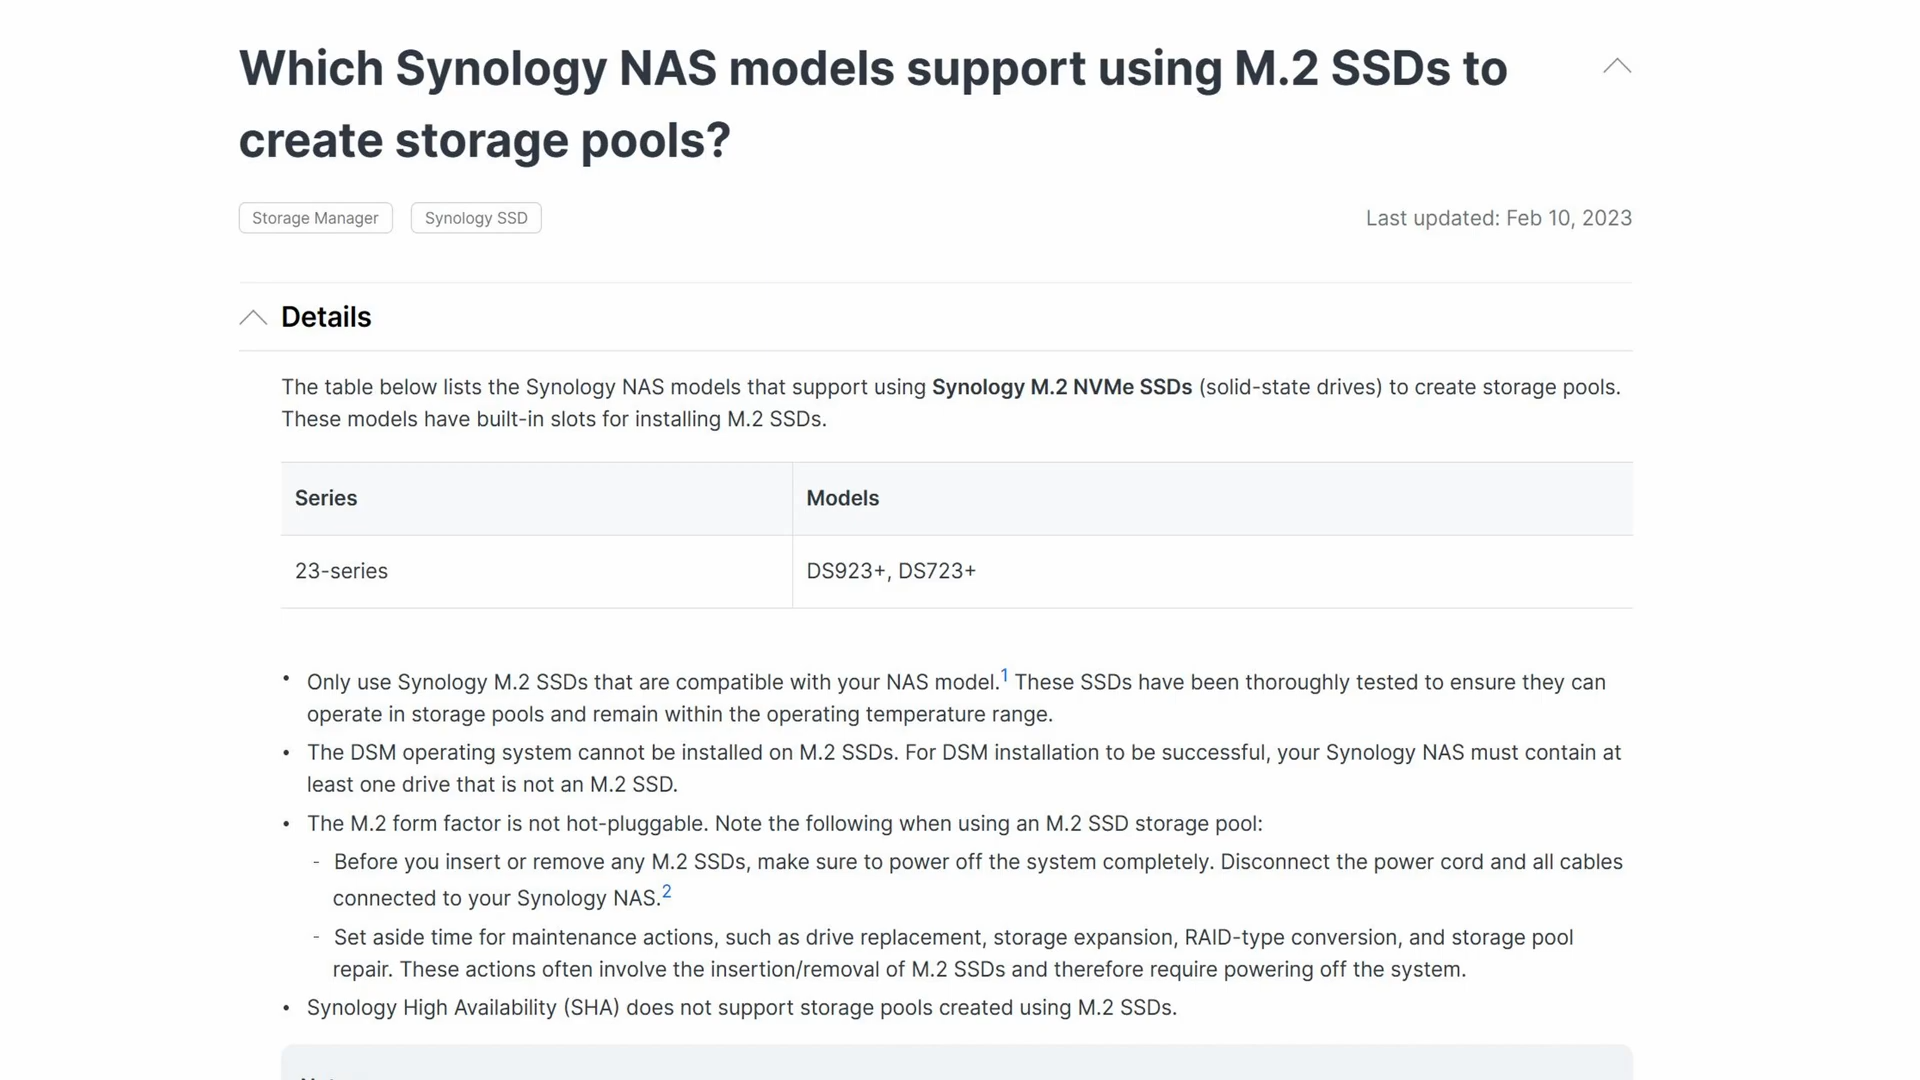 Which Synology NAS models support using M.2 SSDs to
create storage pools?
Storage Manager
Synology SSD
Last updated: Feb 10, 2023
Details
The table below lists the Synology NAS models that support using Synology M.2 NVMe SSDs (solid-state drives) to create storage pools.
These models have built-in slots for installing M.2 SSDs.
Series
Models
23-series
DS923+, DS723+
• Only use Synology M.2 SSDs that are compatible with your NAS model.1 These SSDs have been thoroughly tested to ensure they can
operate in storage pools and remain within the operating temperature range.
• The DSM operating system cannot be installed on M.2 SSDs. For DSM installation to be successful, your Synology NAS must contain at
least one drive that is not an M.2 SSD.
• The M.2 form factor is not hot-pluggable. Note the following when using an M.2 SSD storage pool:
- Before you insert or remove any M.2 SSDs, make sure to power off the system completely. Disconnect the power cord and all cables
connected to your Synology NAS.2
- Set aside time for maintenance actions, such as drive replacement, storage expansion, RAID-type conversion, and storage pool
repair. These actions often involve the insertion/removal of M.2 SSDs and therefore require powering off the system.
• Synology High Availability (SHA) does not support storage pools created using M.2 SSDs.